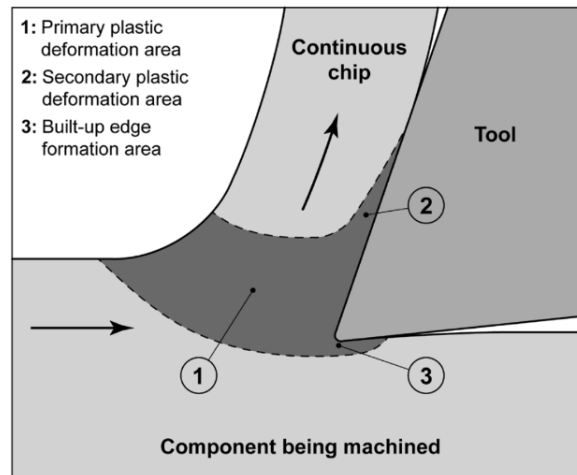 1: Primary plastic
deformation area
2: Secondary plastic
deformation area
3: Built-up edge
formation area
Continuous
chip
Tool
2
1
3
Component being machined